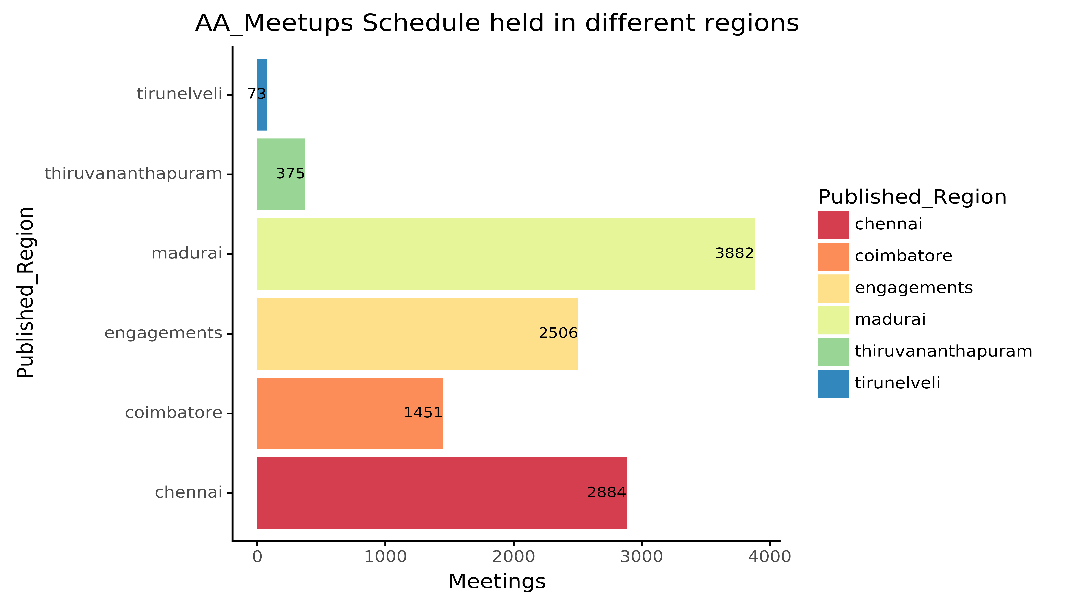 AA_Meetups Schedule held in different regions
Published_Region
tirunelveli 73
thiruvananthapuram 375
madurai 3882
engagements 2506
coimbatore 1451
chennai 2884
0 1000 2000 3000 4000
Meetings
Published_Region
chennai
coimbatore
engagements
madurai
thiruvananthapuram
tirunelveli